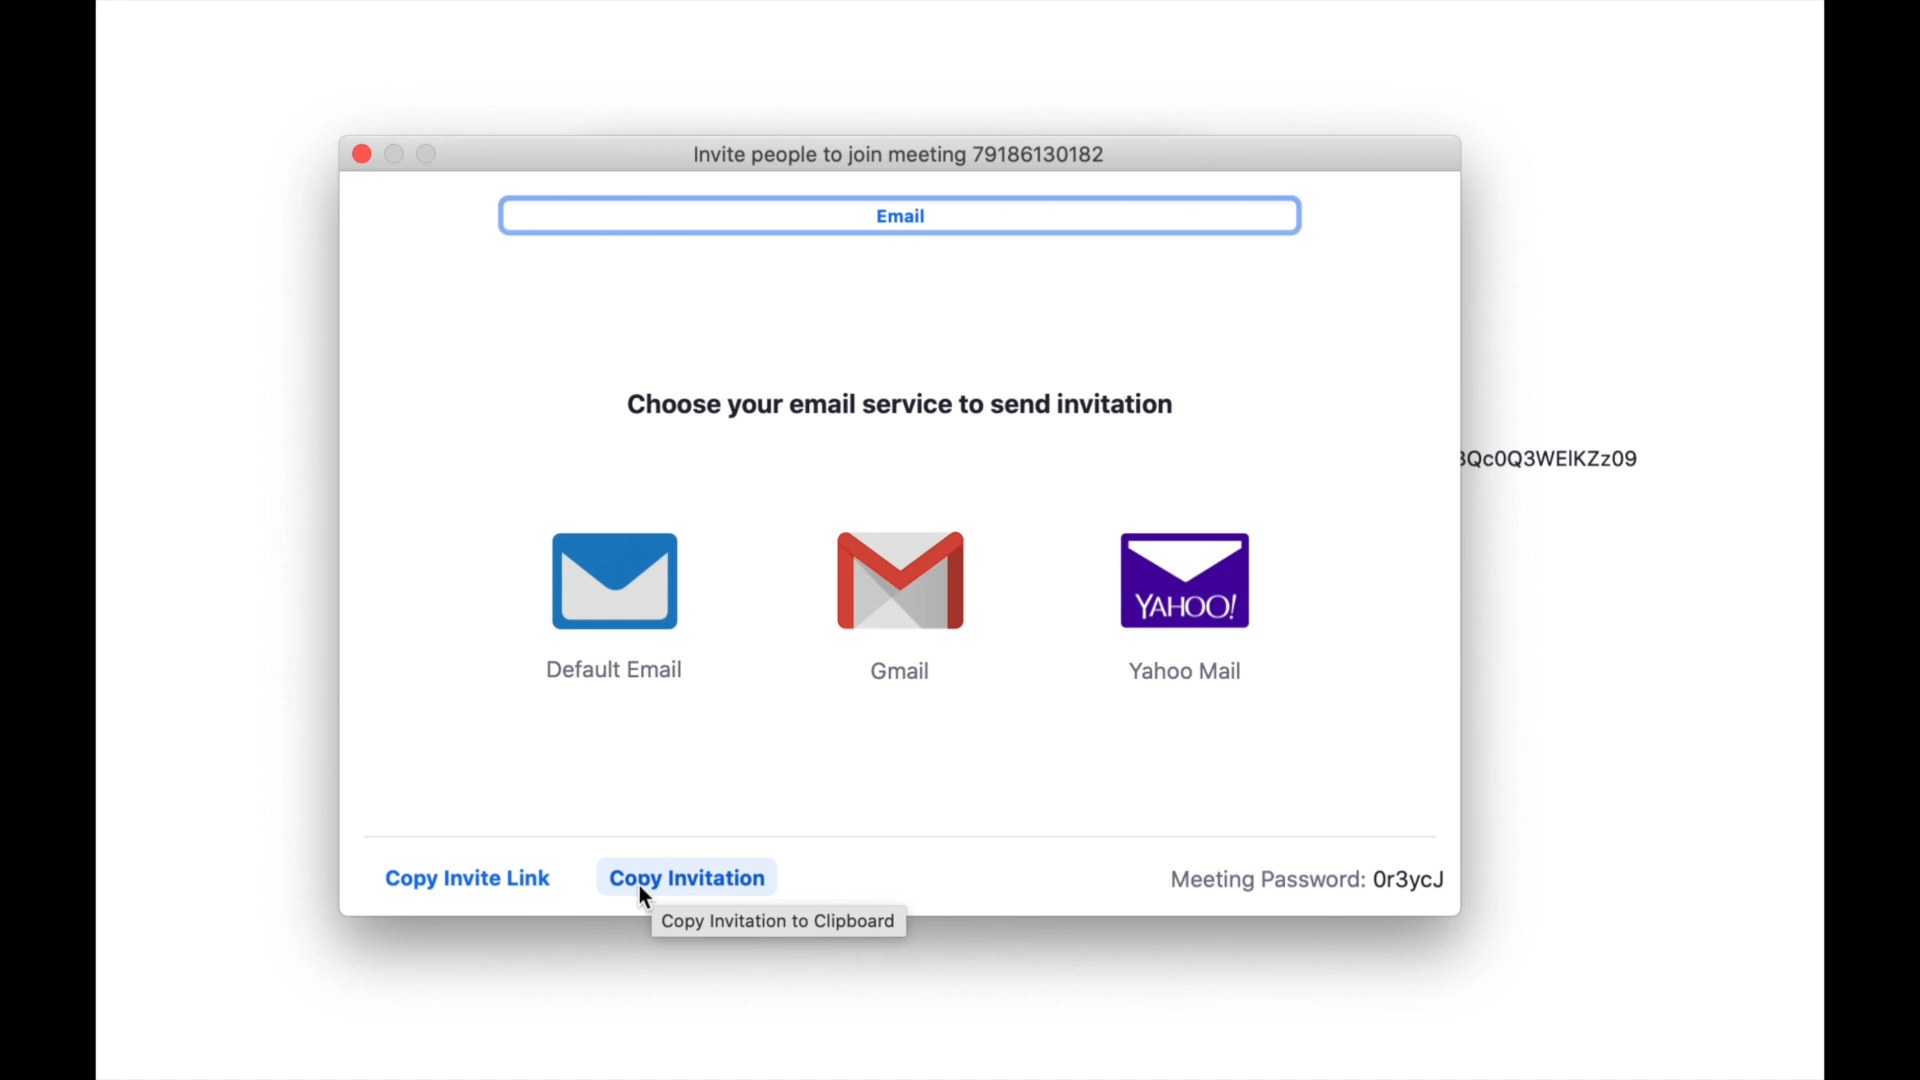 Invite people to join meeting 79186130182
Email
Choose your email service to send invitation
3Qc0Q3WElKZz09
YAHOO!
Default Email
Gmail
Yahoo Mail
Copy Invite Link
Copy Invitation
Meeting Password: 0r3ycJ
Copy Invitation to Clipboard